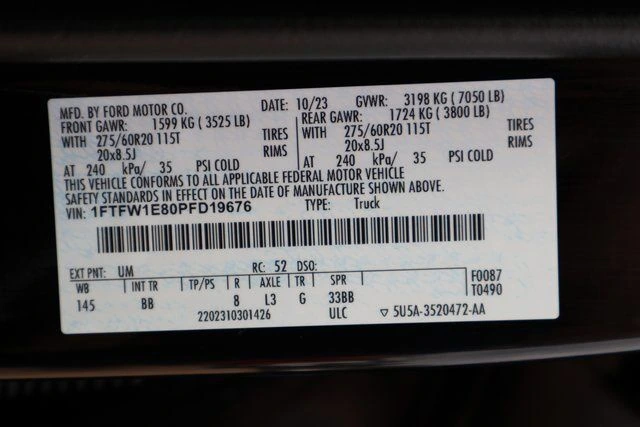 MFD. BY FORD MOTOR CO. DATE: 10/23 GVWR: 3198 KG ( 7050 LB)
FRONT GAWR: 1599 KG ( 3525 LB) REAR GAWR: 1724 KG ( 3800 LB)
WITH 275/60R20 115T TIRES WITH 275/60R20 115T TIRES
20x8.5J RIMS 20x8.5J RIMS
AT 240 kPa/ 35 PSI COLD AT 240 kPa/ 35 PSI COLD
THIS VEHICLE CONFORMS TO ALL APPLICABLE FEDERAL MOTOR VEHICLE
SAFETY STANDARDS IN EFFECT ON THE DATE OF MANUFACTURE SHOWN ABOVE.
VIN: 1FTFW1E80PFD19676 TYPE: Truck
EXT PNT: UM RC: 52 DSO:
WB INT TR TP/PS R AXLE TR SPR F0087
145 BB 8 L3 G 33BB T0490
2202310301426 ULC ▽ 5U5A-3520472-AA